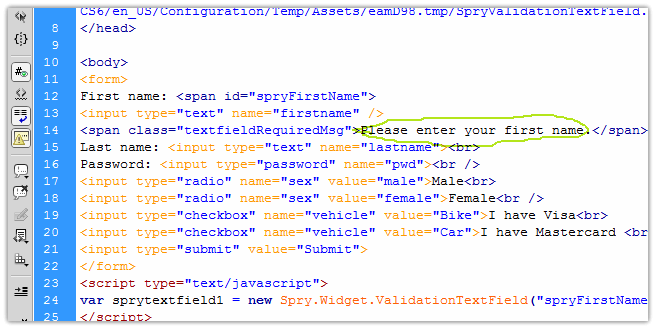 CS6/en_US/Configuration/Temp/Assets/eamD98.tmp/SpryValidationTextField.
8 </head>
9
10 <body>
11 <form>
12 First name: <span id="spryFirstName">
13 <input type="text" name="firstname" />
14 <span class="textfieldRequiredMsg">Please enter your first name.</span>
15 Last name: <input type="text" name="lastname" <br>
16 Password: <input type="password" name="pwd"><br />
17 <input type="radio" name="sex" value="male">Male<br>
18 <input type="radio" name="sex" value="female">Female<br />
19 <input type="checkbox" name="vehicle" value="Bike">I have Visa<br>
20 <input type="checkbox" name="vehicle" value="Car">I have Mastercard <br
21 <input type="submit" value="Submit">
22 </form>
23 <script type="text/javascript">
24 var sprytextfield1 = new Spry.Widget.ValidationTextField("spryFirstName
25 </script>